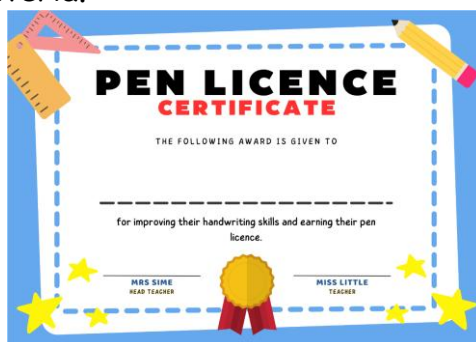 PEN LICENCE
CERTIFICATE
THE FOLLOWING AWARD IS GIVEN TO
for improving their handwriting skills and earning their pen
licence.
MRS SIME
HEAD TEACHER
MISS LITTLE
TEACHER